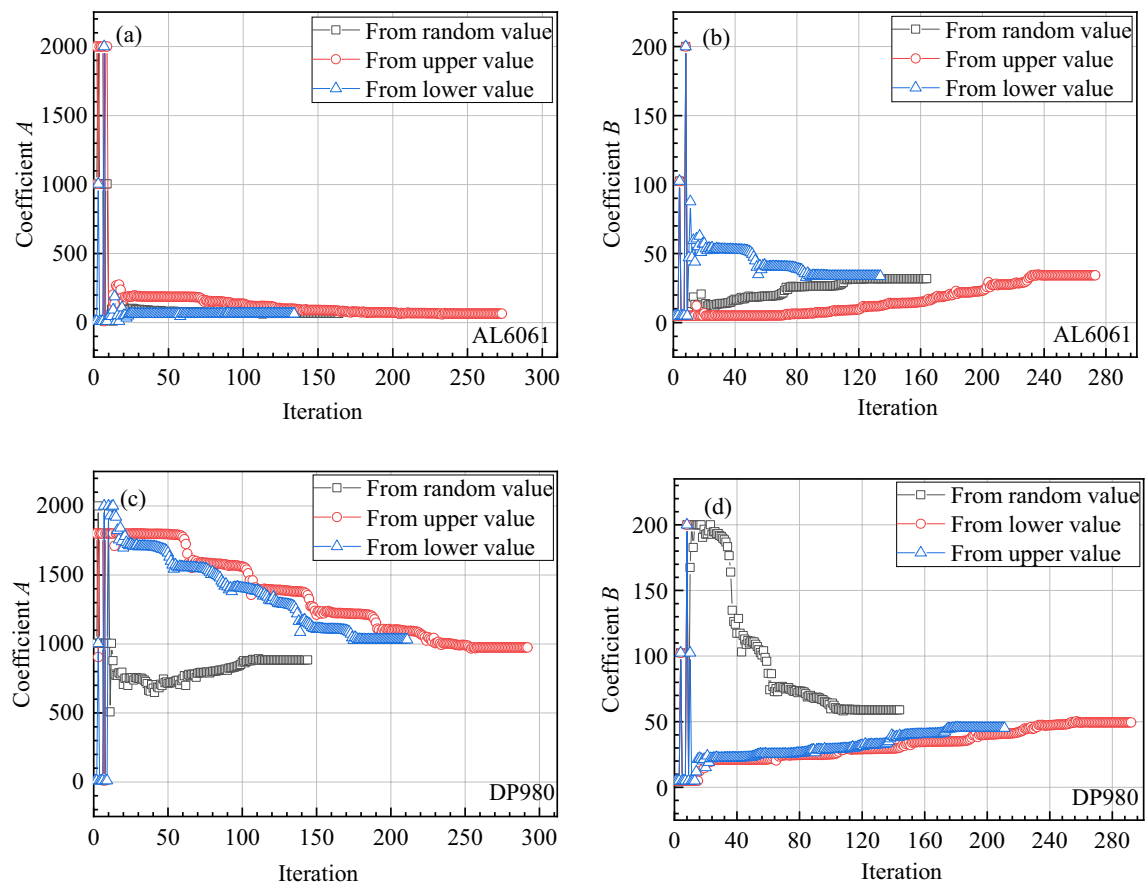 (a)
From random value
From upper value
From lower value
2000
1500
1000
500
0
Coefficient A
AL6061
0 50 100 150 200 250 300
Iteration
(b)
From random value
From upper value
From lower value
200
150
100
50
0
Coefficient B
AL6061
0 40 80 120 160 200 240 280
Iteration
(c)
From random value
From upper value
From lower value
2000
1500
1000
500
0
Coefficient A
DP980
0 50 100 150 200 250 300
Iteration
(d)
From random value
From lower value
From upper value
200
150
100
50
0
Coefficient B
DP980
0 40 80 120 160 200 240 280
Iteration